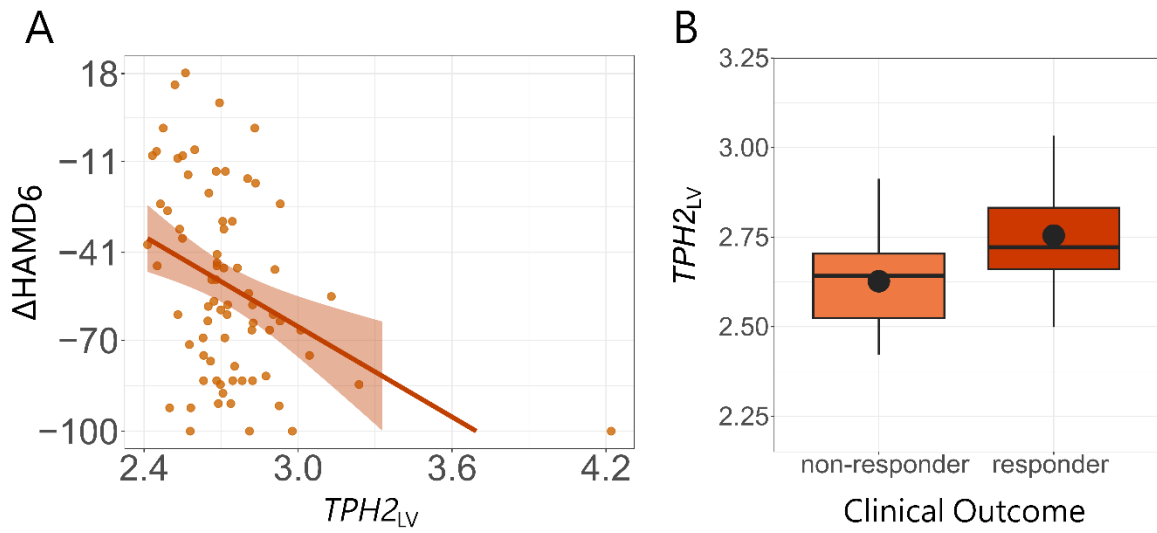 A
ΔHAMD6
18
−11
−41
−70
−100
2.4 3.0 3.6 4.2
TPH2LV
B
TPH2LV
3.25
3.00
2.75
2.50
2.25
non-responder responder
Clinical Outcome